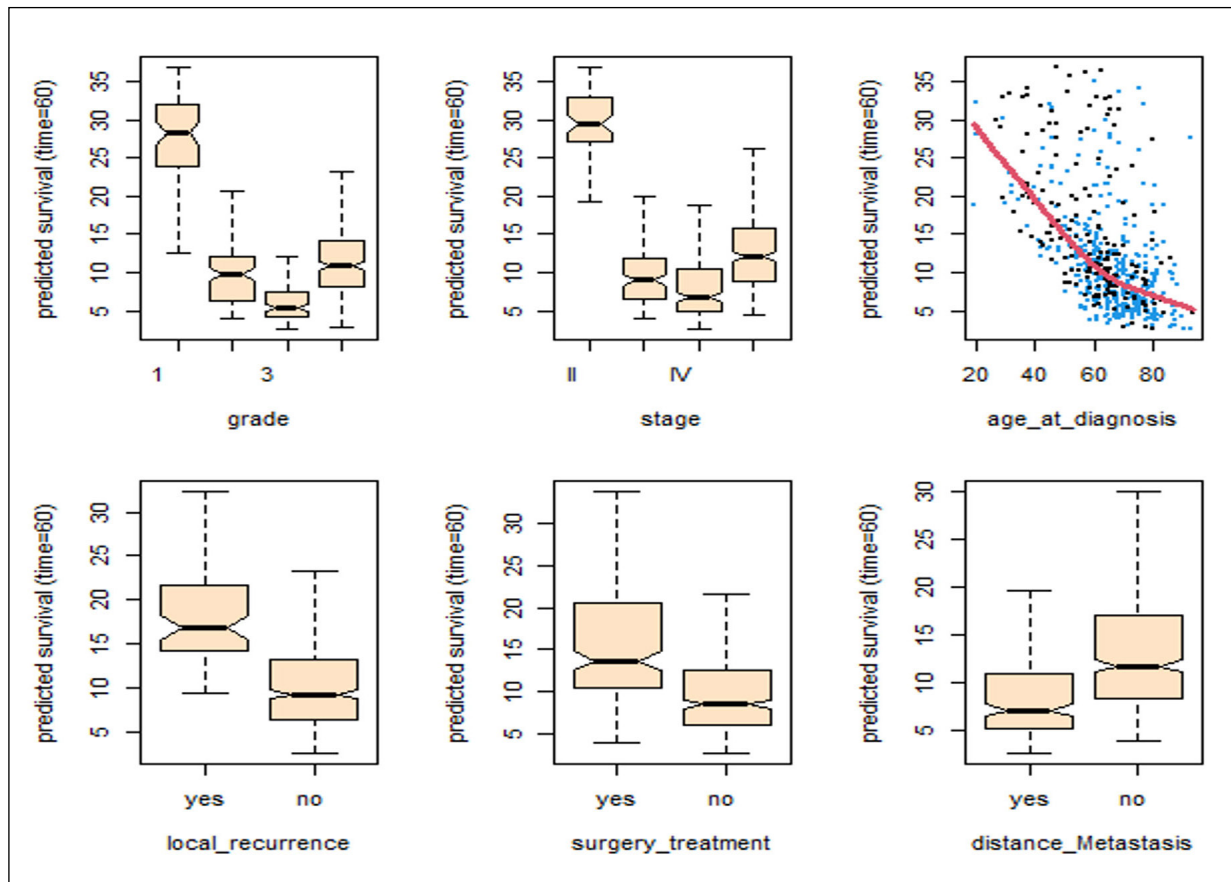 predicted survival (time=60)
35
30
25
20
15
10
5
1 3
grade
predicted survival (time=60)
35
30
25
20
15
10
5
II IV
stage
predicted survival (time=60)
35
30
25
20
15
10
5
20 40 60 80
age_at_diagnosis
predicted survival (time=60)
30
25
20
15
10
5
yes no
local_recurrence
predicted survival (time=60)
30
25
20
15
10
5
yes no
surgery_treatment
predicted survival (time=60)
30
25
20
15
10
5
yes no
distance_Metastasis